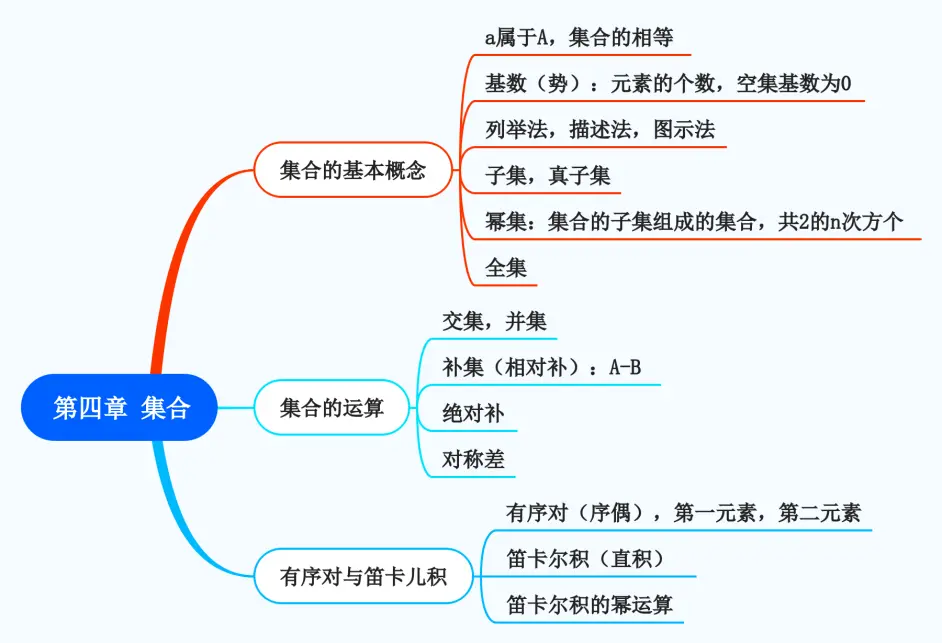 a属于A，集合的相等
基数（势）：元素的个数，空集基数为0
列举法，描述法，图示法
集合的基本概念
子集，真子集
幂集：集合的子集组成的集合，共2的n次方个
全集
交集，并集
补集（相对补）：A-B
第四章 集合
集合的运算
绝对补
对称差
有序对（序偶），第一元素，第二元素
笛卡尔积（直积）
有序对与笛卡儿积
笛卡尔积的幂运算